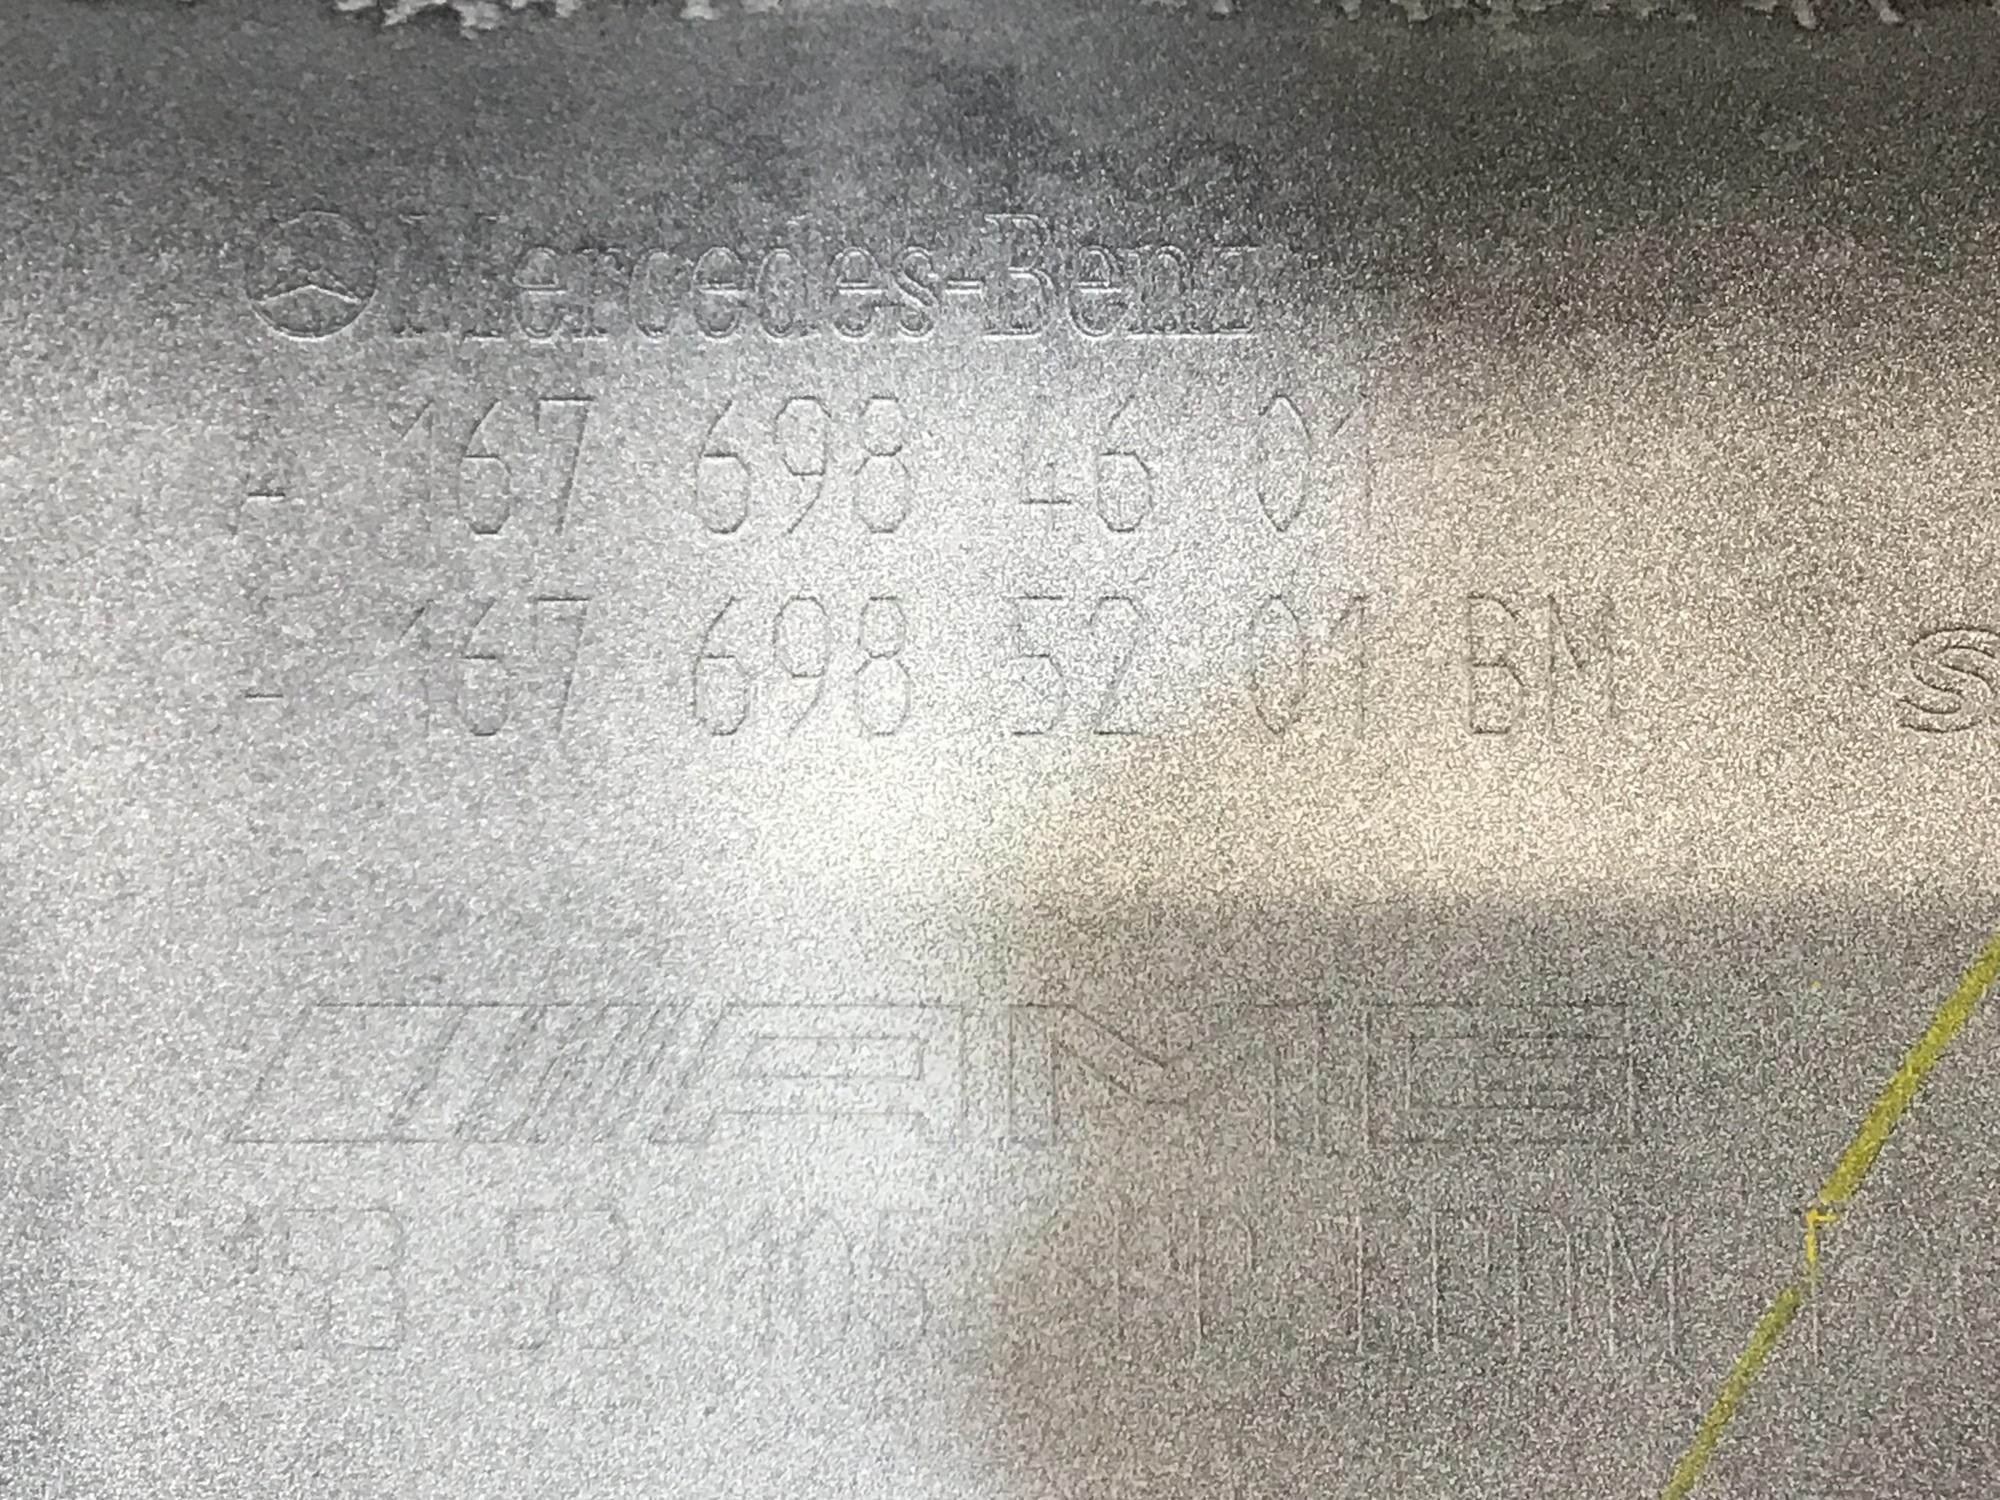 Mercedes-Benz
A 167 698 46 01
- 167 698 52 01 BM
S
AMG